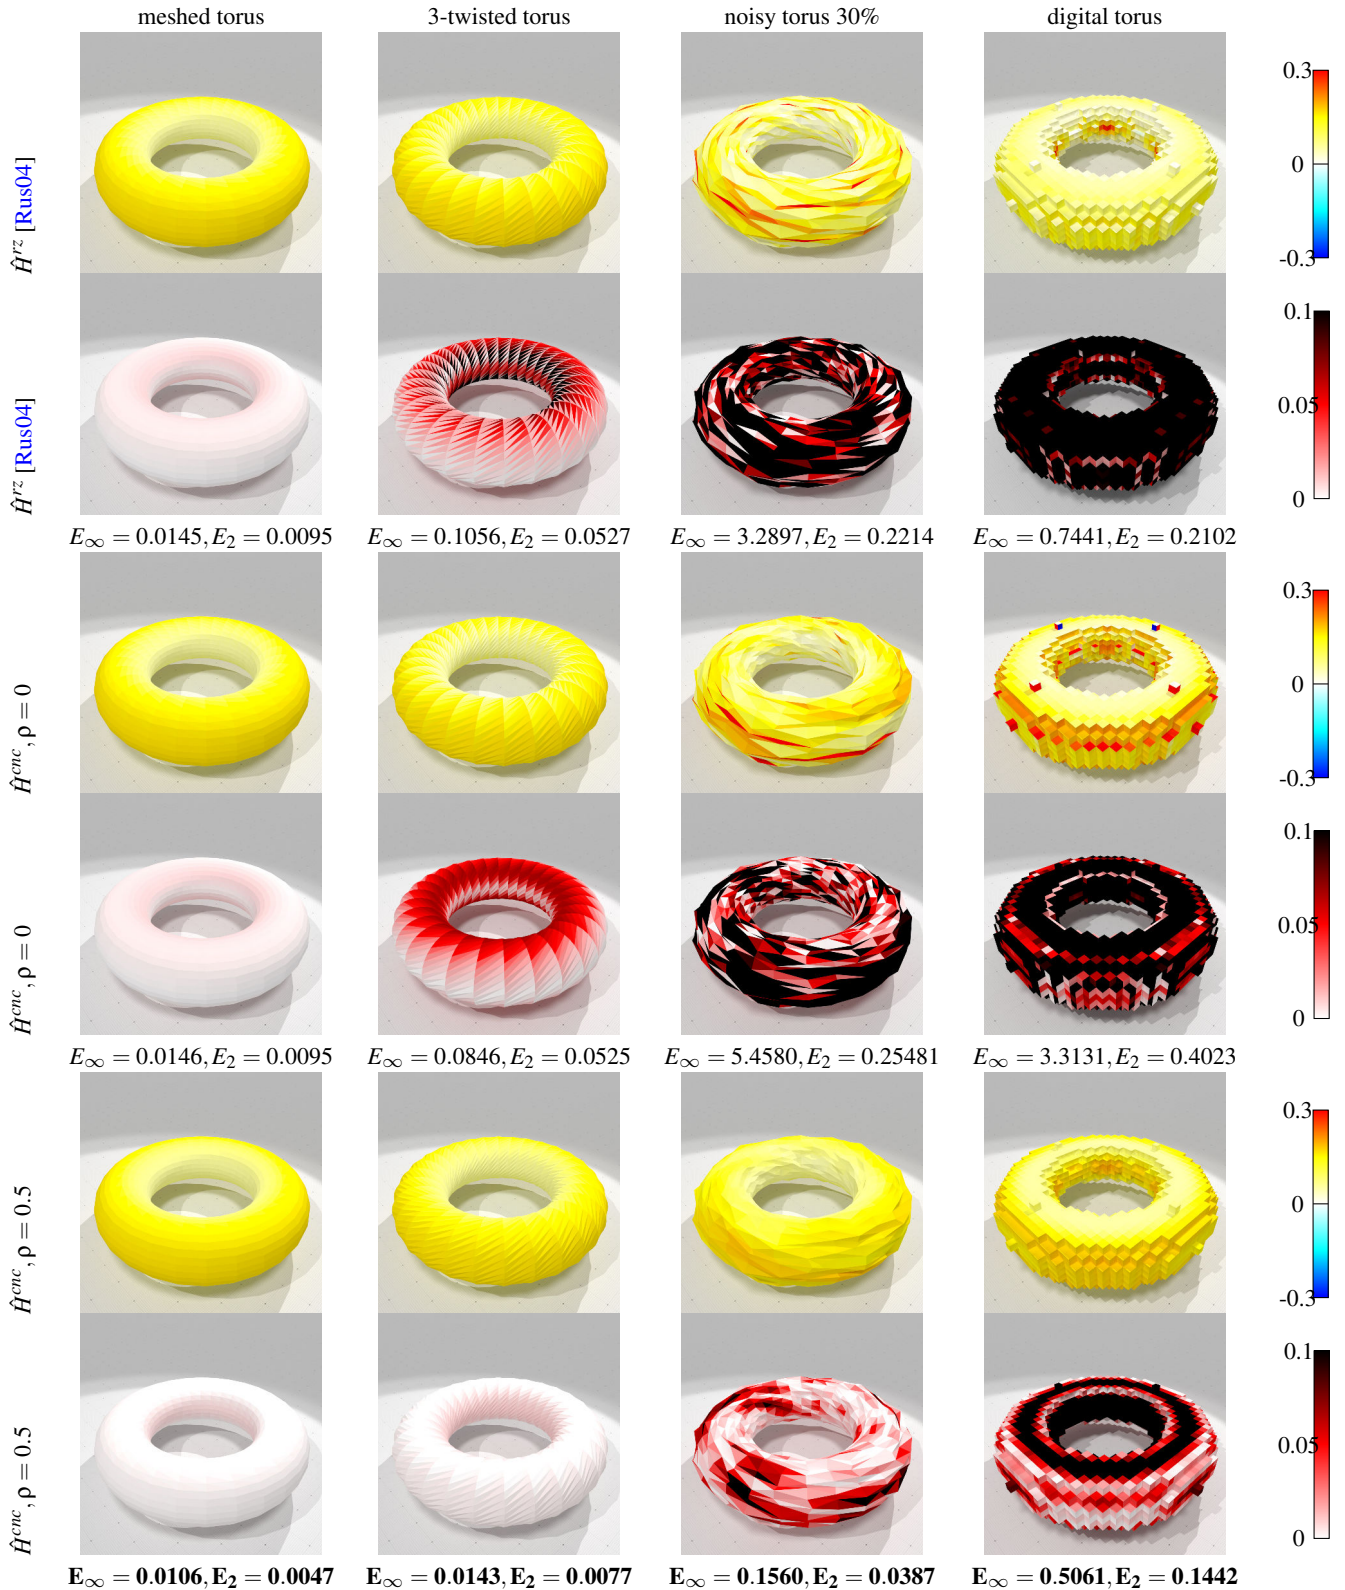 meshed torus 3-twisted torus noisy torus 30% digital torus
Ĥ^rz [Rus04]
0.3
0
-0.3
Ĥ^rz [Rus04]
0.1
0.05
0
E∞ = 0.0145, E2 = 0.0095 E∞ = 0.1056, E2 = 0.0527 E∞ = 3.2897, E2 = 0.2214 E∞ = 0.7441, E2 = 0.2102
Ĥ^cnc, ρ = 0
0.3
0
-0.3
Ĥ^cnc, ρ = 0
0.1
0.05
0
E∞ = 0.0146, E2 = 0.0095 E∞ = 0.0846, E2 = 0.0525 E∞ = 5.4580, E2 = 0.25481 E∞ = 3.3131, E2 = 0.4023
Ĥ^cnc, ρ = 0.5
0.3
0
-0.3
Ĥ^cnc, ρ = 0.5
0.1
0.05
0
E∞ = 0.0106, E2 = 0.0047 E∞ = 0.0143, E2 = 0.0077 E∞ = 0.1560, E2 = 0.0387 E∞ = 0.5061, E2 = 0.1442